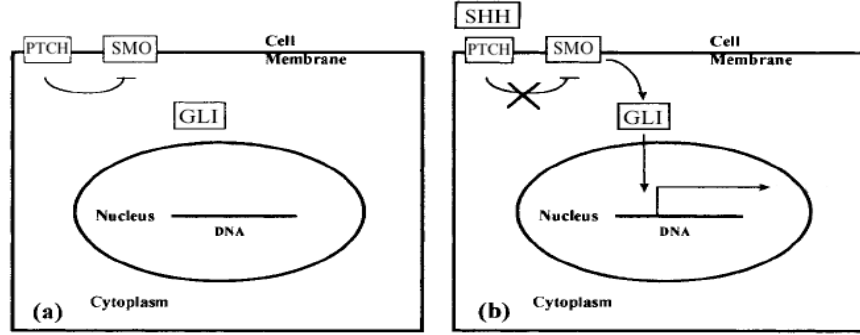 PTCH
SMO
Cell
Membrane
GLI
Nucleus
DNA
Cytoplasm
(a)
SHH
PTCH
SMO
Cell
Membrane
GLI
Nucleus
DNA
Cytoplasm
(b)